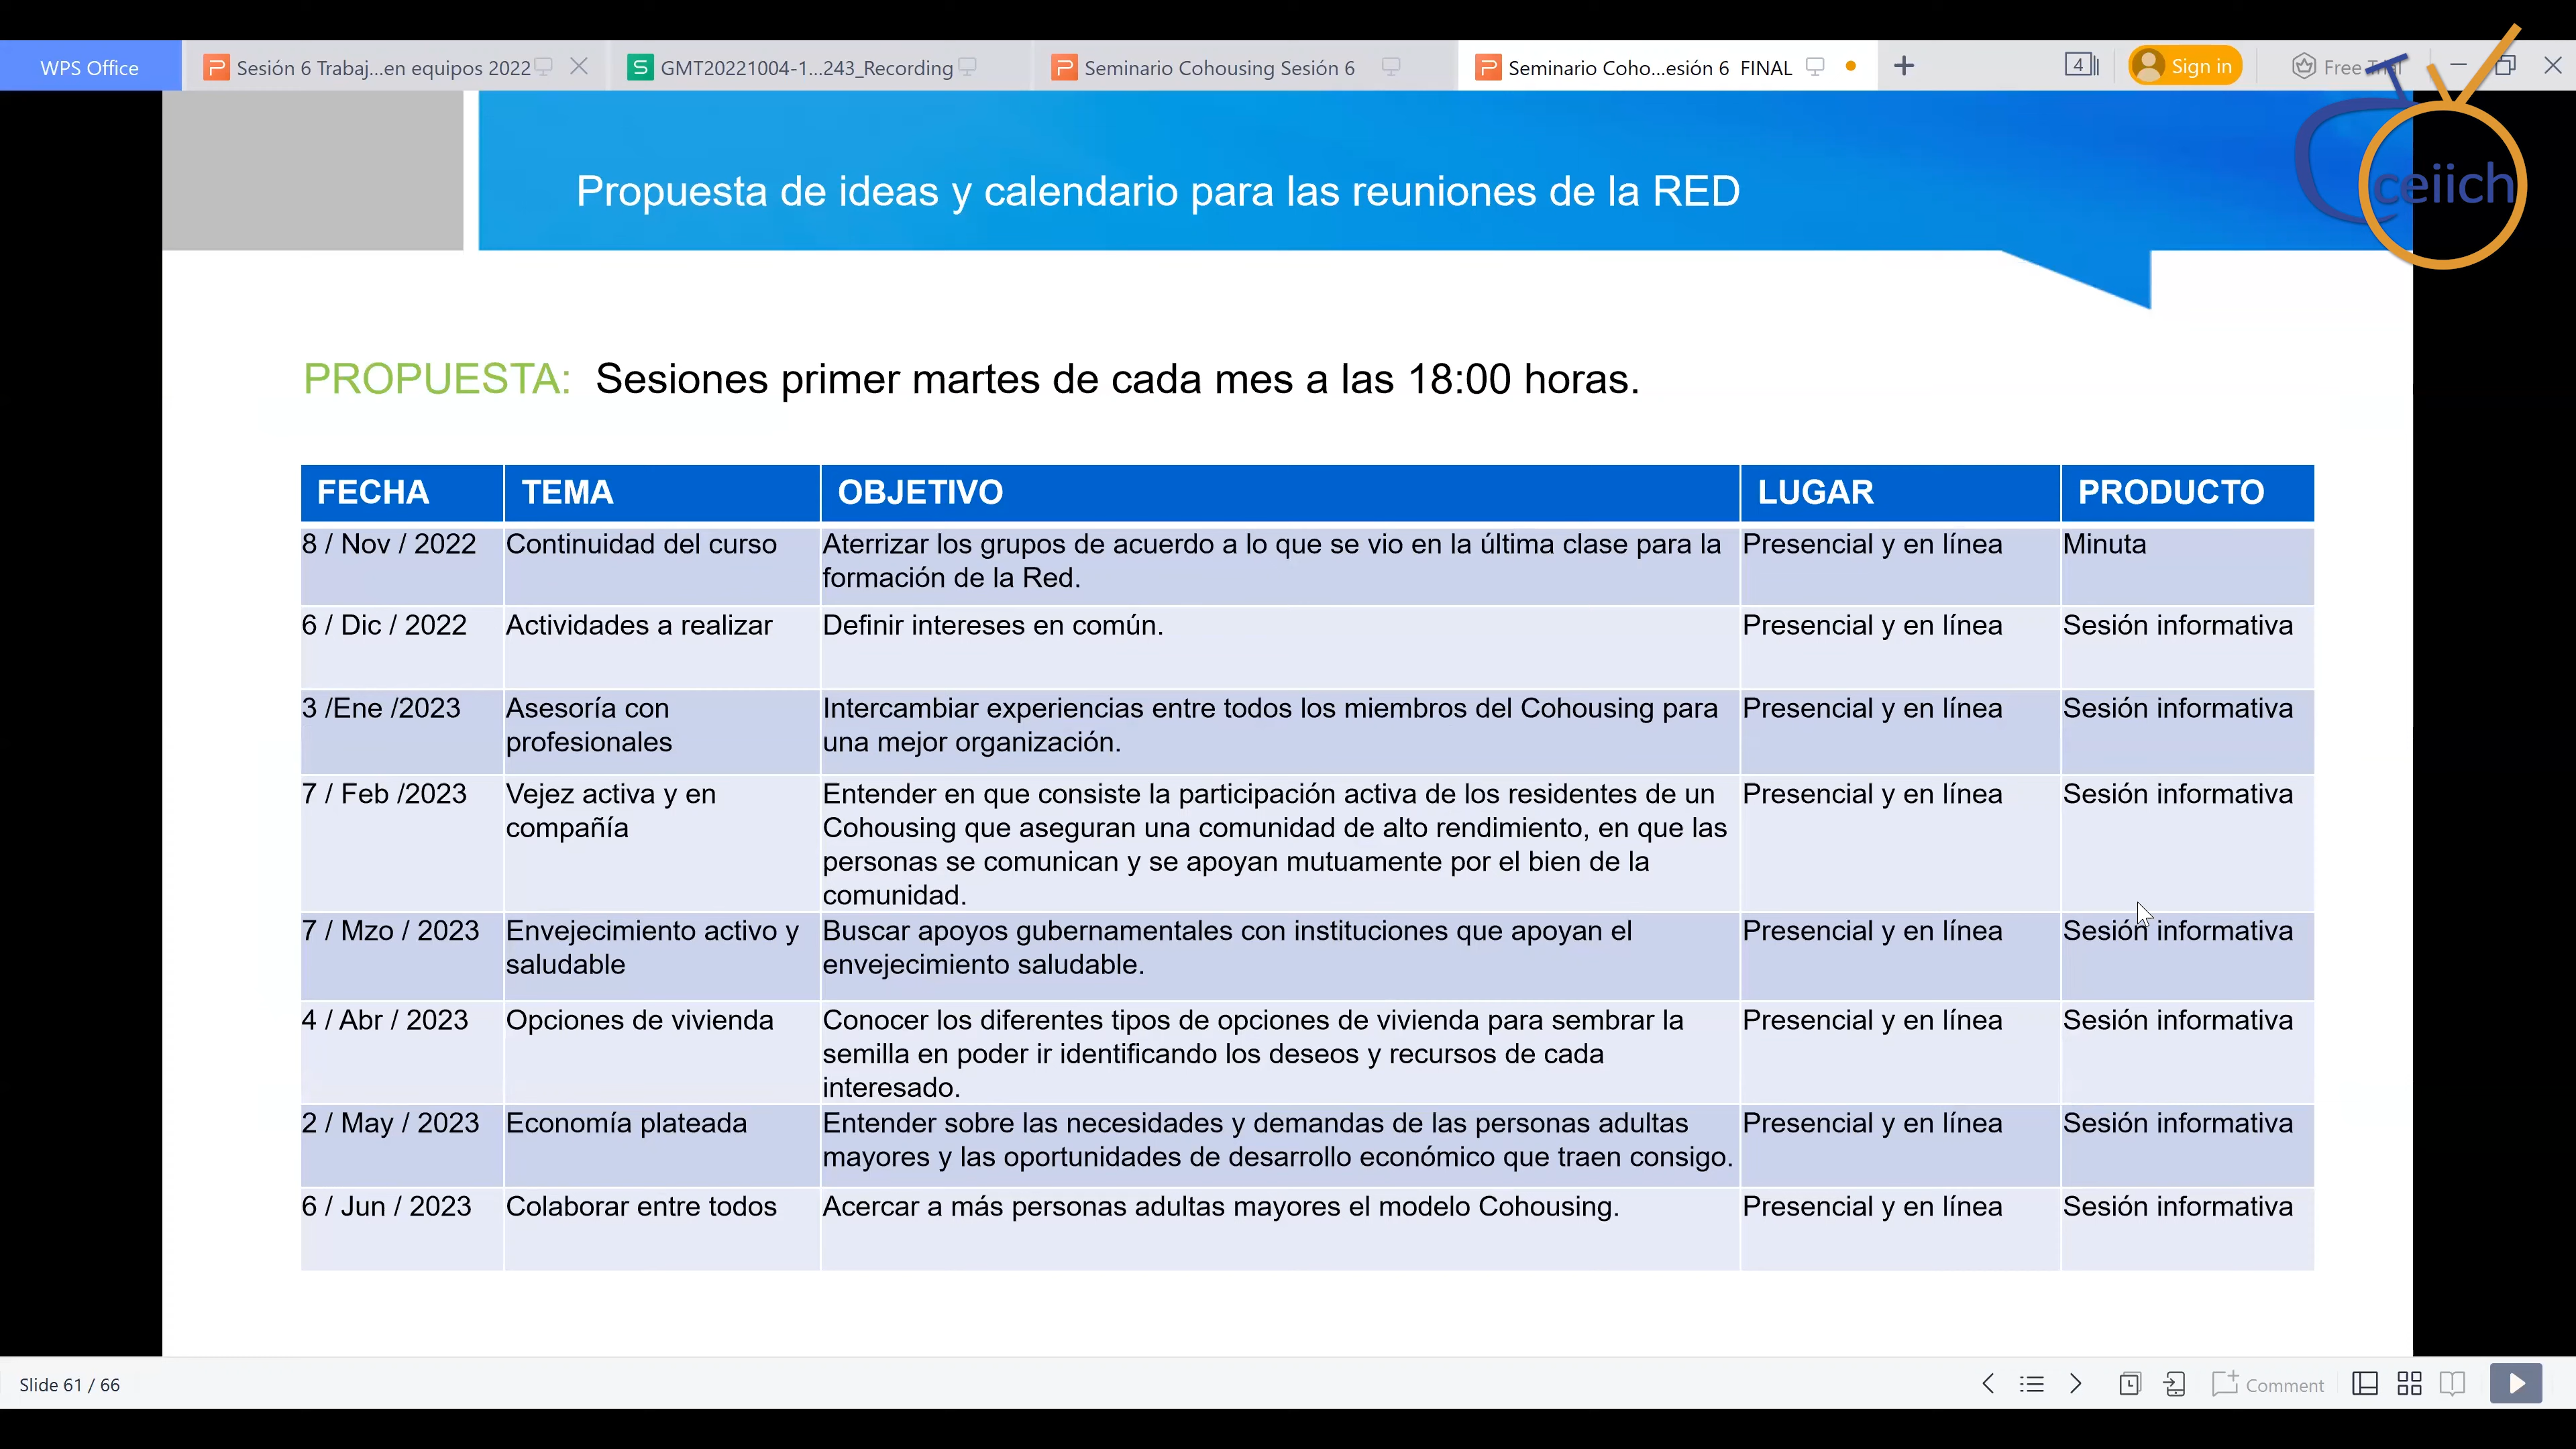 WPS Office
Sesión 6 Trabaj...en equipos 2022
GMT20221004-1...243_Recording
Seminario Cohousing Sesión 6
Seminario Coho...esión 6 FINAL
4
Sign in
Free Trial
ceiich
Propuesta de ideas y calendario para las reuniones de la RED
PROPUESTA: Sesiones primer martes de cada mes a las 18:00 horas.
FECHA TEMA OBJETIVO LUGAR PRODUCTO
8 / Nov / 2022 Continuidad del curso Aterrizar los grupos de acuerdo a lo que se vio en la última clase para la Presencial y en línea Minuta
formación de la Red.
6 / Dic / 2022 Actividades a realizar Definir intereses en común. Presencial y en línea Sesión informativa
3 /Ene /2023 Asesoría con Intercambiar experiencias entre todos los miembros del Cohousing para Presencial y en línea Sesión informativa
profesionales una mejor organización.
7 / Feb /2023 Vejez activa y en Entender en que consiste la participación activa de los residentes de un Presencial y en línea Sesión informativa
compañía Cohousing que aseguran una comunidad de alto rendimiento, en que las
personas se comunican y se apoyan mutuamente por el bien de la
comunidad.
7 / Mzo / 2023 Envejecimiento activo y Buscar apoyos gubernamentales con instituciones que apoyan el Presencial y en línea Sesión informativa
saludable envejecimiento saludable.
4 / Abr / 2023 Opciones de vivienda Conocer los diferentes tipos de opciones de vivienda para sembrar la Presencial y en línea Sesión informativa
semilla en poder ir identificando los deseos y recursos de cada
interesado.
2 / May / 2023 Economía plateada Entender sobre las necesidades y demandas de las personas adultas Presencial y en línea Sesión informativa
mayores y las oportunidades de desarrollo económico que traen consigo.
6 / Jun / 2023 Colaborar entre todos Acercar a más personas adultas mayores el modelo Cohousing. Presencial y en línea Sesión informativa
Slide 61 / 66
Comment